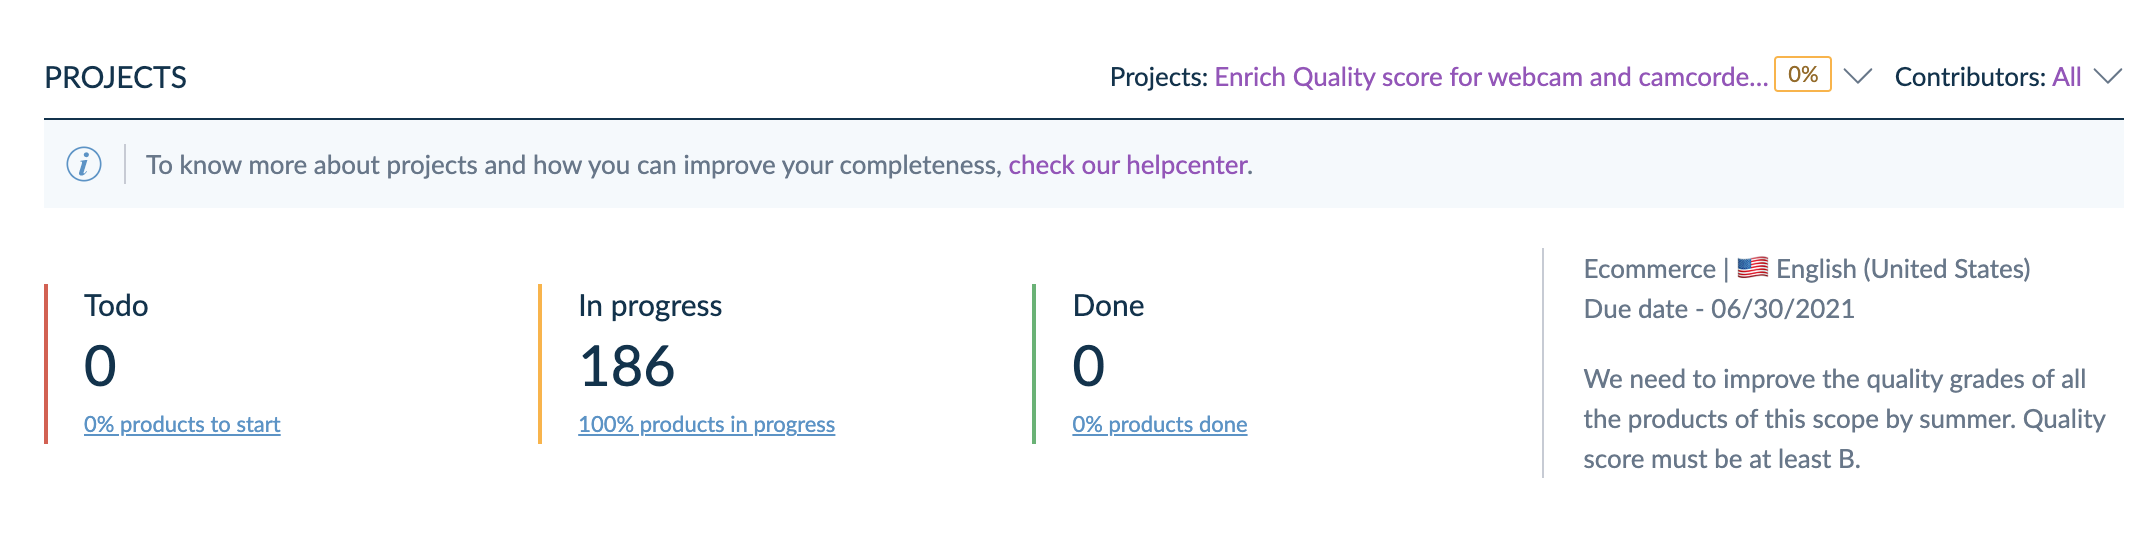 PROJECTS
Projects: Enrich Quality score for webcam and camcorde... 0% Contributors: All
i To know more about projects and how you can improve your completeness, check our helpcenter.
Todo
0
0% products to start
In progress
186
100% products in progress
Done
0
0% products done
Ecommerce | 🇺🇸 English (United States)
Due date - 06/30/2021
We need to improve the quality grades of all
the products of this scope by summer. Quality
score must be at least B.